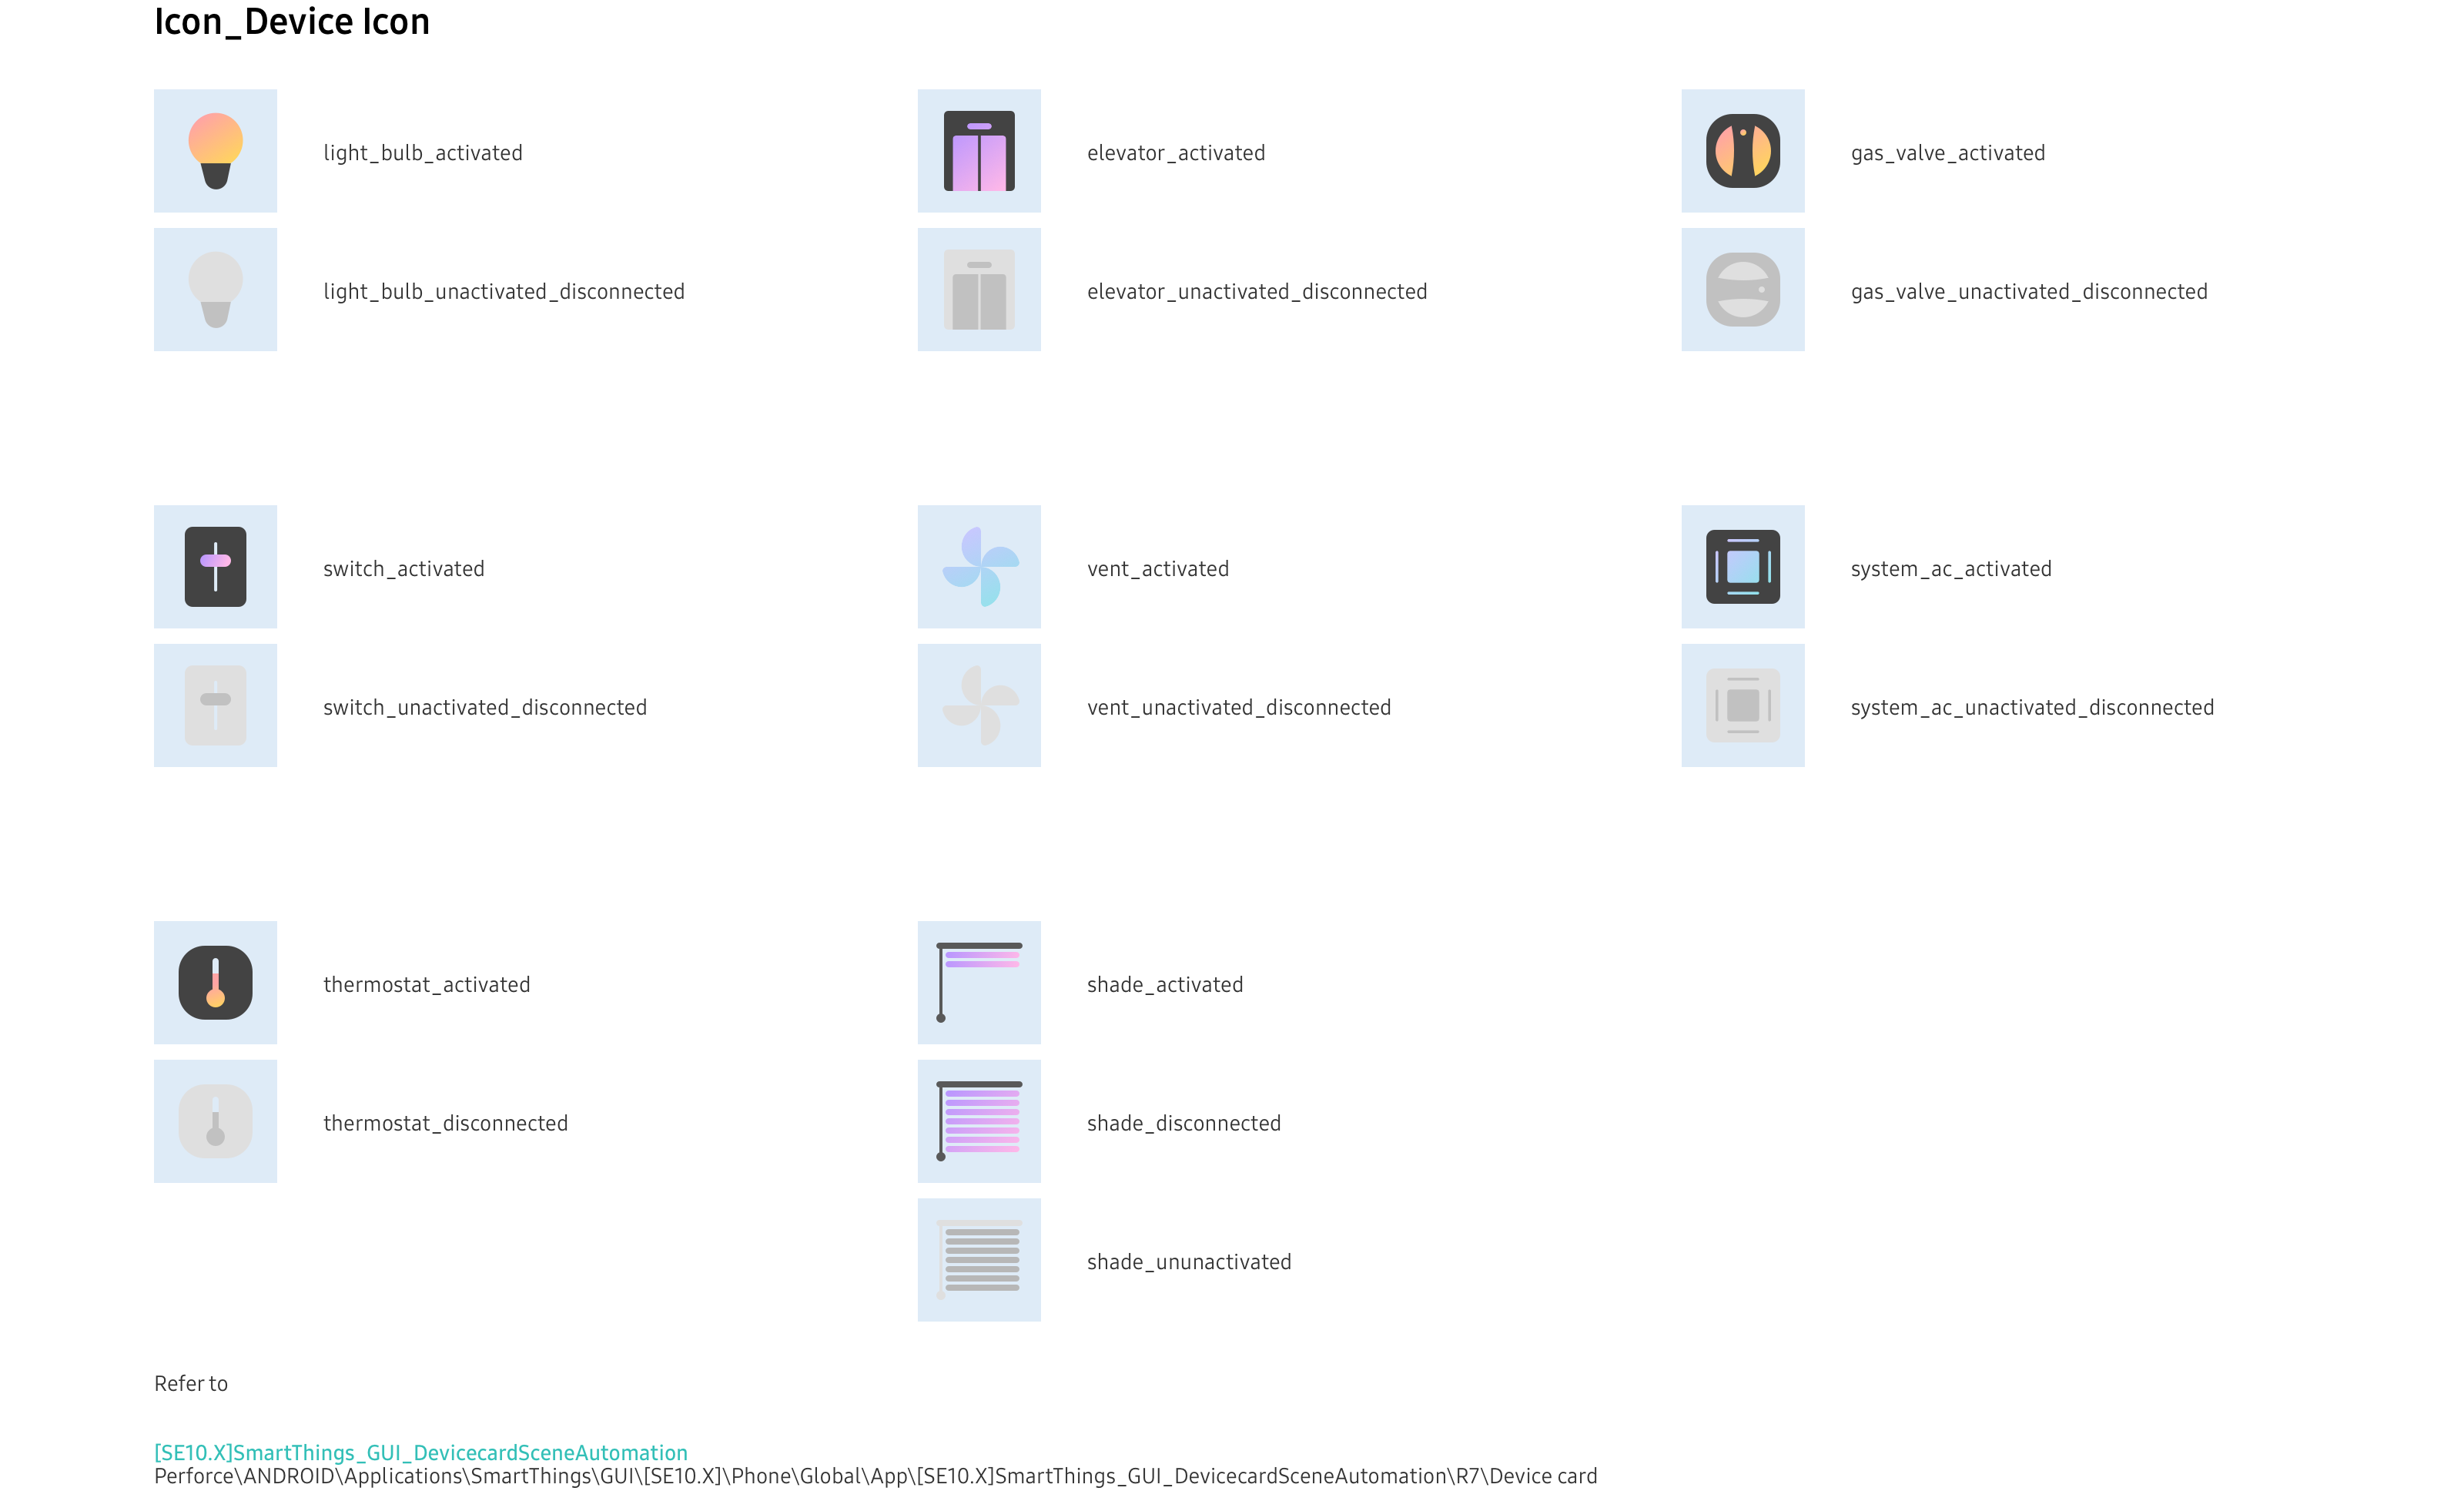 Icon_Device Icon
light_bulb_activated
elevator_activated
gas_valve_activated
light_bulb_unactivated_disconnected
elevator_unactivated_disconnected
gas_valve_unactivated_disconnected
switch_activated
vent_activated
system_ac_activated
switch_unactivated_disconnected
vent_unactivated_disconnected
system_ac_unactivated_disconnected
thermostat_activated
shade_activated
thermostat_disconnected
shade_disconnected
shade_ununactivated
Refer to
[SE10.X]SmartThings_GUI_DevicecardSceneAutomation
Perforce\ANDROID\Applications\SmartThings\GUI\[SE10.X]\Phone\Global\App\[SE10.X]SmartThings_GUI_DevicecardSceneAutomation\R7\Device card